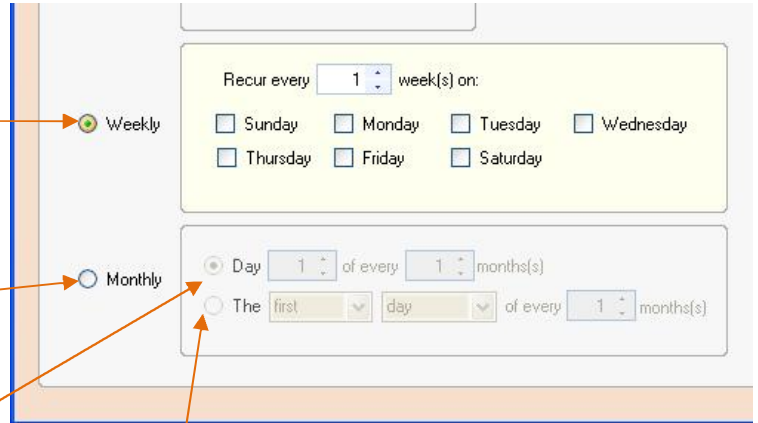 Recur every 1 week(s) on:
Weekly Sunday Monday Tuesday Wednesday
Thursday Friday Saturday
Day 1 of every 1 months(s)
Monthly
The first day of every 1 months(s)